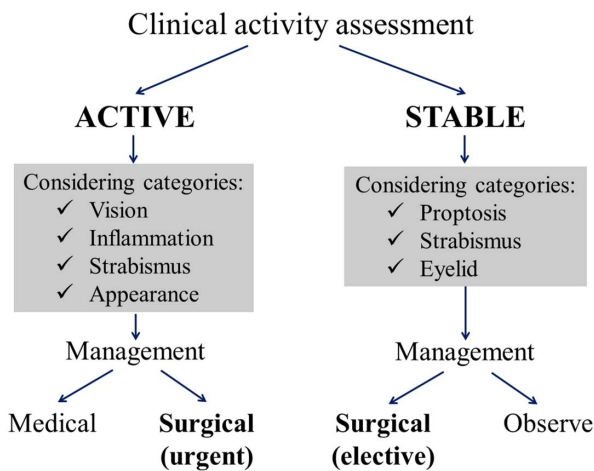 Clinical activity assessment
ACTIVE
Considering categories:
✓ Vision
✓ Inflammation
✓ Strabismus
✓ Appearance
Management
Medical
Surgical
(urgent)
STABLE
Considering categories:
✓ Proptosis
✓ Strabismus
✓ Eyelid
Management
Surgical
(elective)
Observe